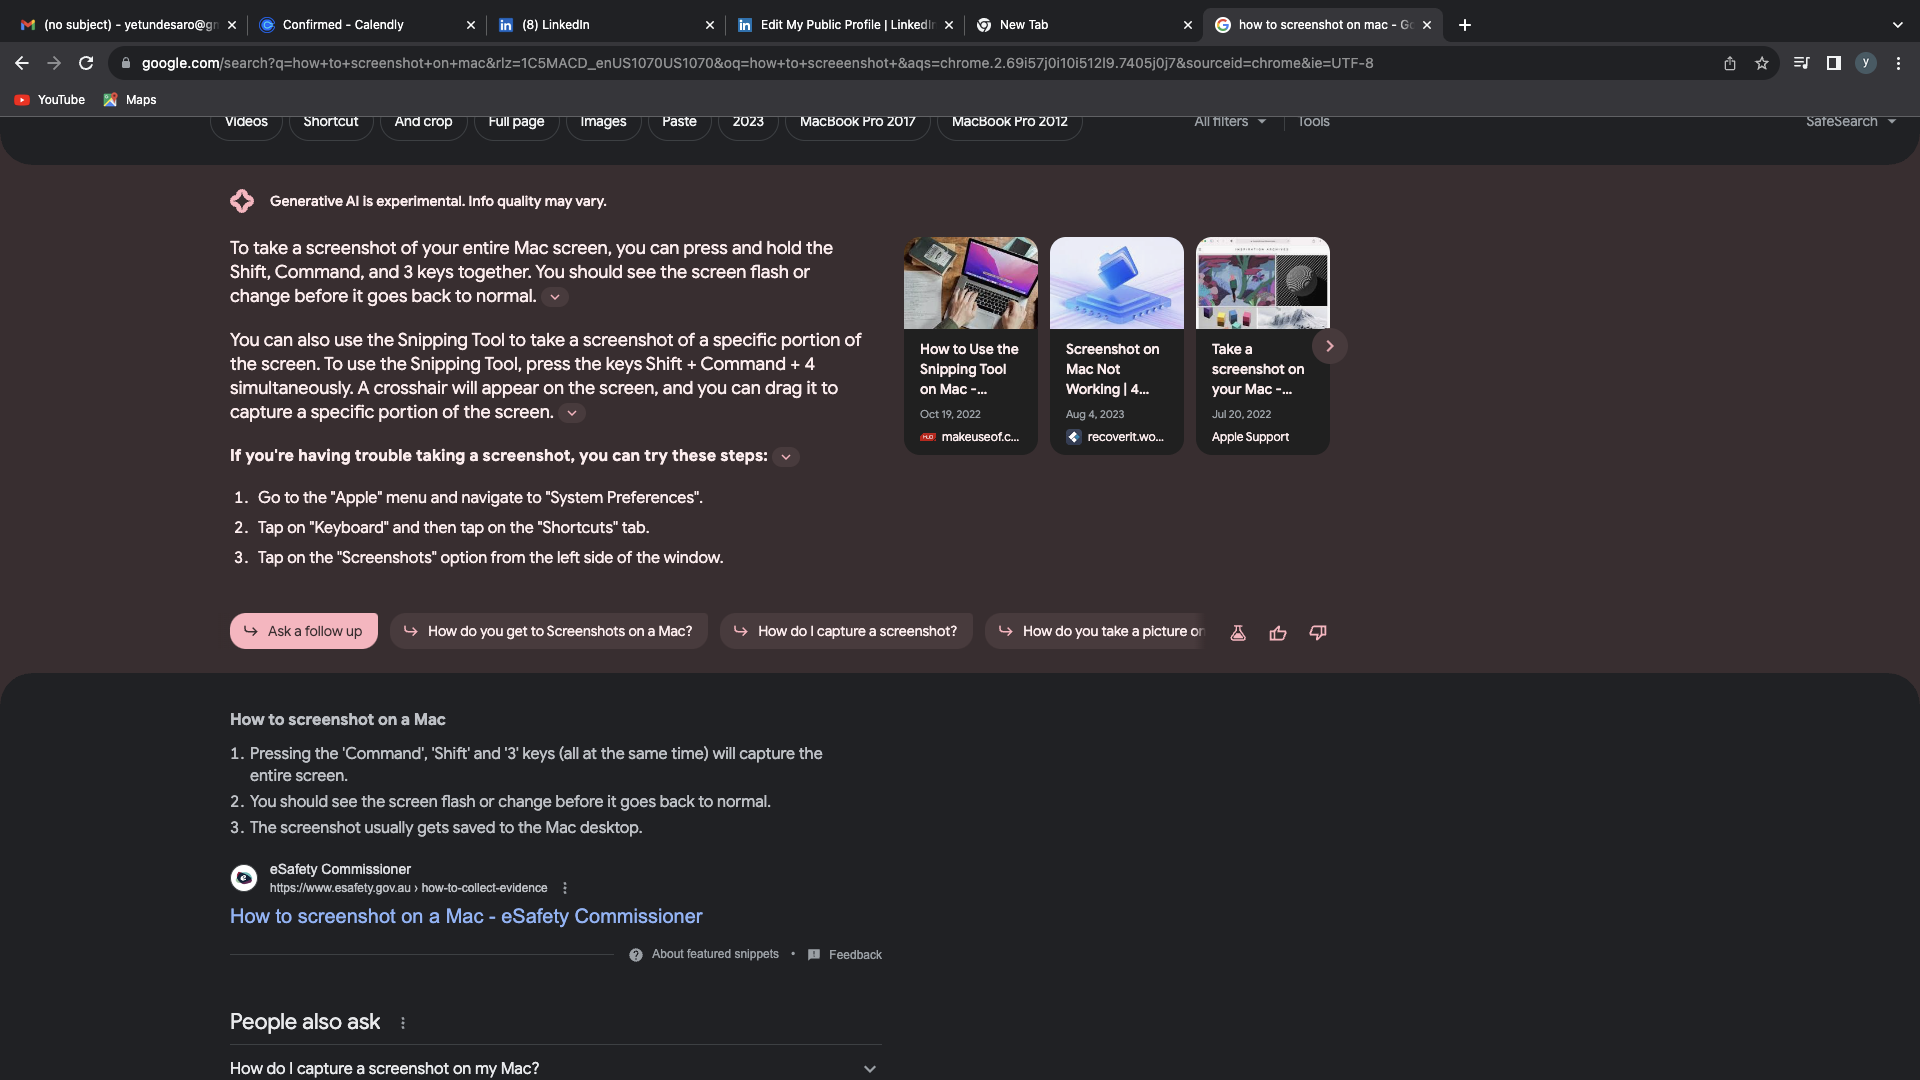 (no subject) - yetundesaro@gm
Confirmed - Calendly
(8) LinkedIn
Edit My Public Profile | LinkedIn
New Tab
how to screenshot on mac - Go
google.com/search?q=how+to+screenshot+on+mac&rlz=1C5MACD_enUS1070US1070&oq=how+to+screeenshot+&aqs=chrome.2.69i57j0i10i512l9.7405j0j7&sourceid=chrome&ie=UTF-8
y
YouTube
Maps
Videos
Shortcut
And crop
Full page
Images
Paste
2023
MacBook Pro 2017
MacBook Pro 2012
All filters
Tools
SafeSearch
Generative AI is experimental. Info quality may vary.
To take a screenshot of your entire Mac screen, you can press and hold the
Shift, Command, and 3 keys together. You should see the screen flash or
change before it goes back to normal.
You can also use the Snipping Tool to take a screenshot of a specific portion of
the screen. To use the Snipping Tool, press the keys Shift + Command + 4
simultaneously. A crosshair will appear on the screen, and you can drag it to
capture a specific portion of the screen.
If you're having trouble taking a screenshot, you can try these steps:
1. Go to the "Apple" menu and navigate to "System Preferences".
2. Tap on "Keyboard" and then tap on the "Shortcuts" tab.
3. Tap on the "Screenshots" option from the left side of the window.
How to Use the
Snipping Tool
on Mac -...
Oct 19, 2022
MUO makeuseof.c...
Screenshot on
Mac Not
Working | 4...
Aug 4, 2023
recoverit.wo...
Take a
screenshot on
your Mac -...
Jul 20, 2022
Apple Support
Ask a follow up
How do you get to Screenshots on a Mac?
How do I capture a screenshot?
How do you take a picture on
How to screenshot on a Mac
1. Pressing the 'Command', 'Shift' and '3' keys (all at the same time) will capture the
entire screen.
2. You should see the screen flash or change before it goes back to normal.
3. The screenshot usually gets saved to the Mac desktop.
eSafety Commissioner
https://www.esafety.gov.au › how-to-collect-evidence
How to screenshot on a Mac - eSafety Commissioner
About featured snippets • Feedback
People also ask
How do I capture a screenshot on my Mac?